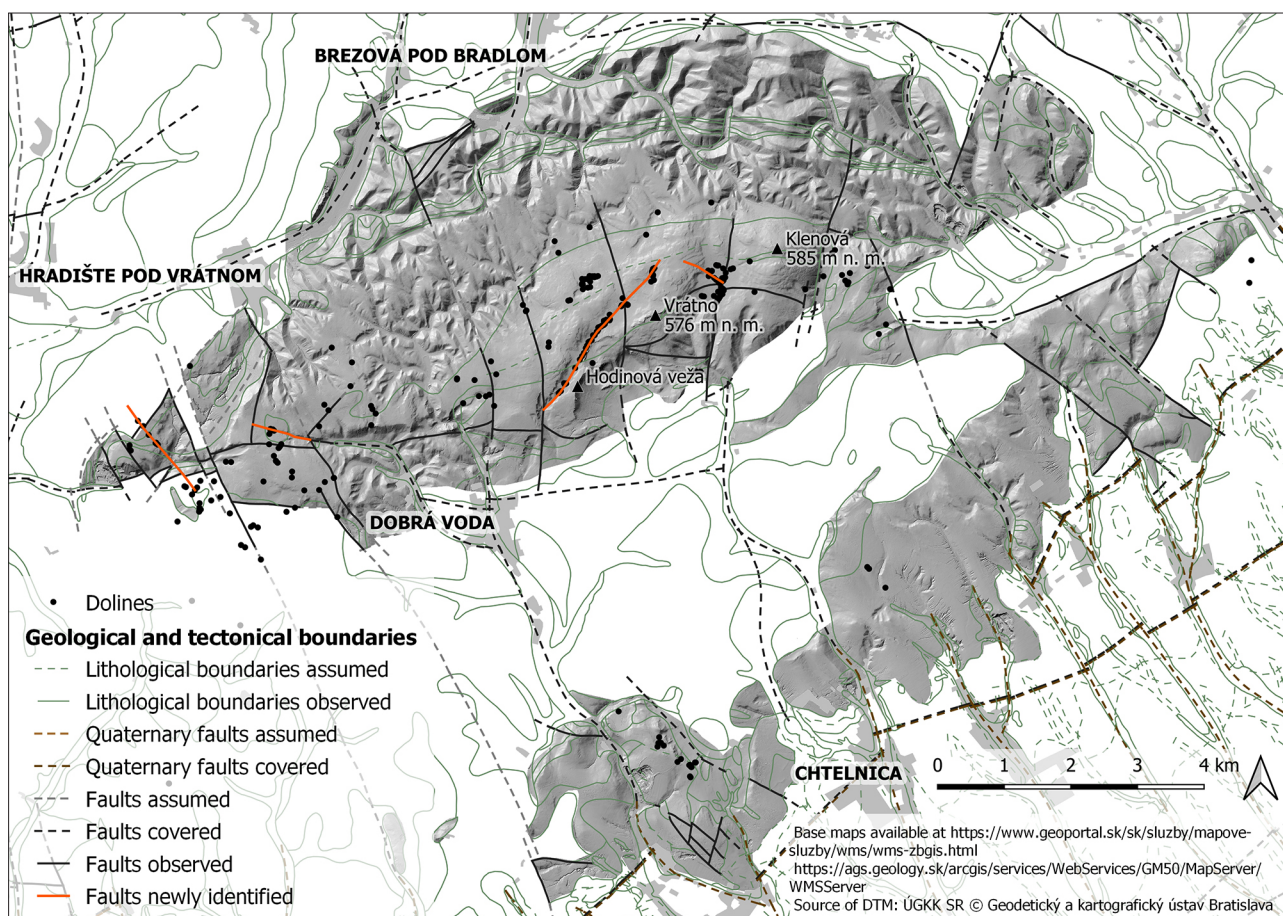 BREZOVÁ POD BRADLOM
Klenová
585 m n. m.
HRADIŠTE POD VRÁTNOM
Vrátno
576 m n. m.
Hodinová veža
DOBRÁ VODA
Dolines
Geological and tectonical boundaries
Lithological boundaries assumed
Lithological boundaries observed
Quaternary faults assumed
Quaternary faults covered
Faults assumed
Faults covered
Faults observed
Faults newly identified
CHTELNICA
0 1 2 3 4 km
Base maps available at https://www.geoportal.sk/sk/sluzby/mapove-
sluzby/wms/wms-zbgis.html
https://ags.geology.sk/arcgis/services/WebServices/GM50/MapServer/
WMSServer
Source of DTM: ÚGKK SR © Geodetický a kartografický ústav Bratislava